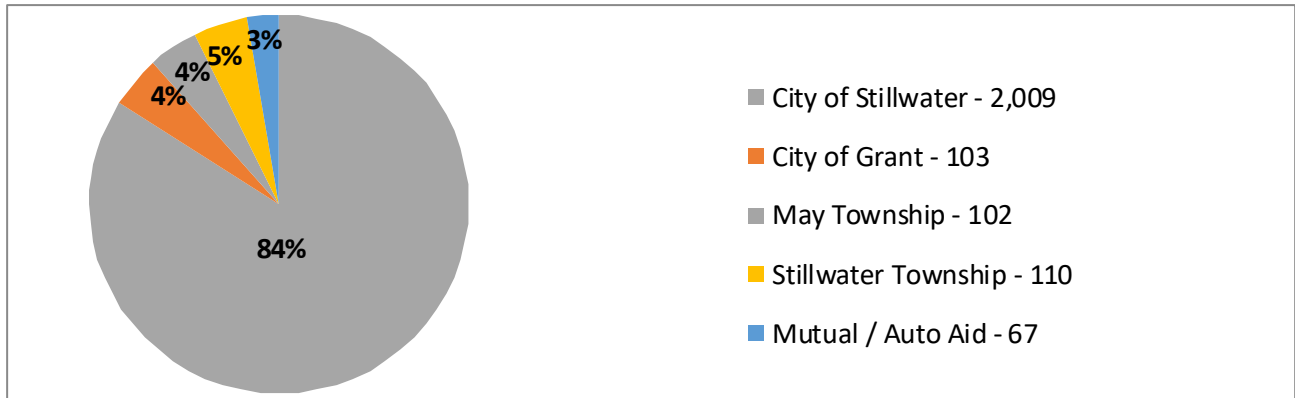 3%
5%
4%
4%
84%
City of Stillwater - 2,009
City of Grant - 103
May Township - 102
Stillwater Township - 110
Mutual / Auto Aid - 67